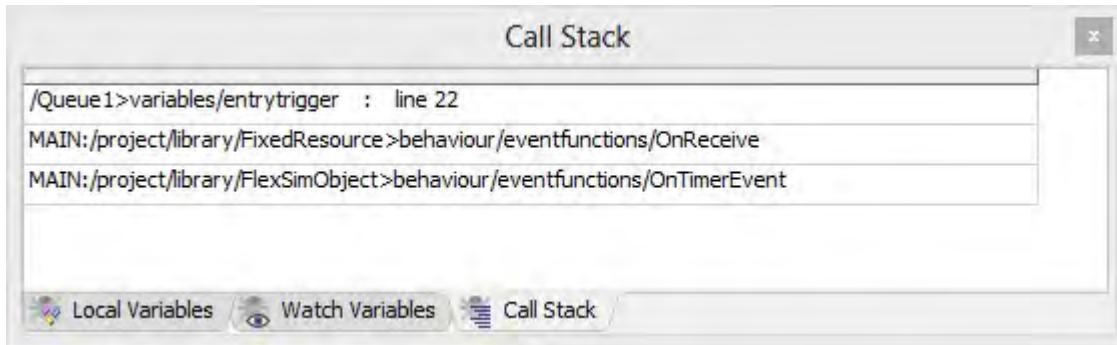 Call Stack
x
/Queue1>variables/entrytrigger : line 22
MAIN:/project/library/FixedResource>behaviour/eventfunctions/OnReceive
MAIN:/project/library/FlexSimObject>behaviour/eventfunctions/OnTimerEvent
Local Variables Watch Variables Call Stack